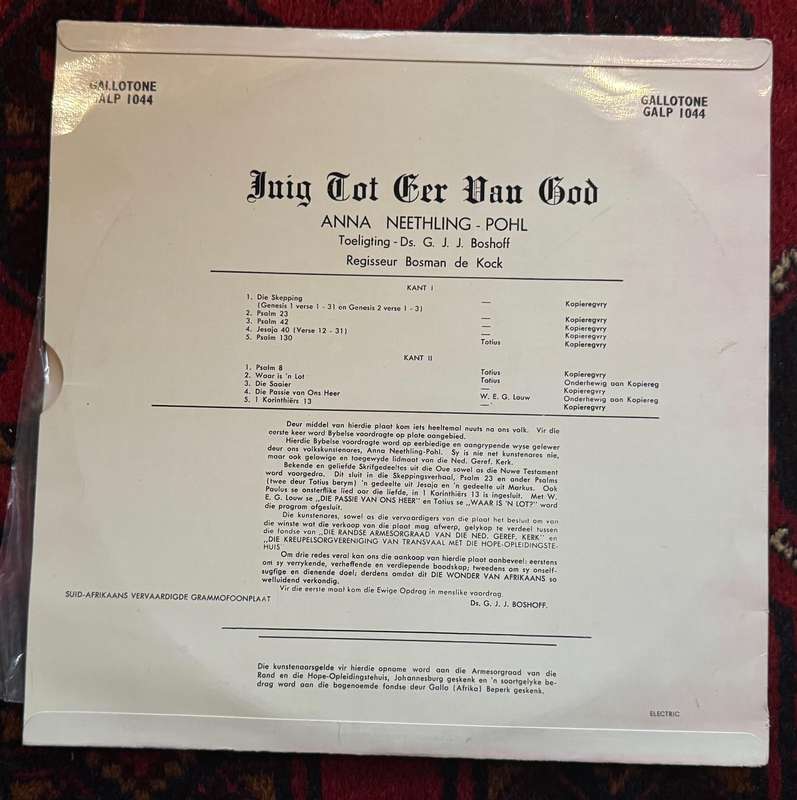 GALLOTONE
GALP 1044
GALLOTONE
GALP 1044
Juig Tot Eer Van God
ANNA NEETHLING - POHL
Toeligting - Ds. G. J. J. Boshoff
Regisseur Bosman de Kock
KANT I
1. Die Skepping
(Genesis 1 verse 1 - 31 en Genesis 2 verse 1 - 3) — Kopieregvry
2. Psalm 23 — Kopieregvry
3. Psalm 42 — Kopieregvry
4. Jesaja 40 (Verse 12 - 31) — Kopieregvry
5. Psalm 130 Totius Kopieregvry
KANT II
1. Psalm 8 Totius Kopieregvry
2. Waar is 'n Lot Totius Onderhewig aan Kopiereg
3. Die Saaier — Kopieregvry
4. Die Passie van Ons Heer W. E. G. Louw Onderhewig aan Kopiereg
5. 1 Korinthiërs 13 — Kopieregvry
Deur middel van hierdie plaat kom iets heeltemal nuuts na ons volk. Vir die
eerste keer word Bybelse voordragte op plate aangebied.
Hierdie Bybelse voordragte word op eerbiedige en aangrypende wyse gelewer
deur ons volkskunstenares, Anna Neethling-Pohl. Sy is nie net kunstenares nie,
maar ook gelowige en toegewyde lidmaat van die Ned. Geref. Kerk.
Bekende en geliefde Skrifgedeeltes uit die Oue sowel as die Nuwe Testament
word voorgedra. Dit sluit in die Skeppingsverhaal, Psalm 23 en ander Psalms
(twee deur Totius berym) 'n gedeelte uit Jesaja en 'n gedeelte uit Markus. Ook
Paulus se onsterflike lied oor die liefde, in 1 Korinthiërs 13 is ingesluit. Met W.
E. G. Louw se „DIE PASSIE VAN ONS HEER" en Totius se „WAAR IS 'N LOT?" word
die program afgesluit.
Die kunstenares, sowel as die vervaardigers van die plaat het besluit om van
die winste wat die verkoop van die plaat mag afwerp, gelykop te verdeel tussen
die fondse van „DIE RANDSE ARMESORGRAAD VAN DIE NED. GEREF. KERK" en
„DIE KREUPELSORGVERENIGING VAN TRANSVAAL MET DIE HOPE-OPLEIDINGSTE-
HUIS
Om drie redes veral kan ons die aankoop van hierdie plaat aanbeveel: eerstens
om sy verrykende, verheffende en verdiepende boodskap; tweedens om sy onself-
sugtige en dienende doel; derdens omdat dit DIE WONDER VAN AFRIKAANS so
welluidend verkondig.
Vir die eerste maal kom die Ewige Opdrag in menslike voordrag.
Ds. G. J. J. BOSHOFF.
SUID-AFRIKAANS VERVAARDIGDE GRAMMOFOONPLAAT
Die kunstenaarsgelde vir hierdie opname word aan die Armesorgraad van die
Rand en die Hope-Opleidingstehuis, Johannesburg geskenk en 'n soortgelyke be-
drag word aan die bogenoemde fondse deur Gallo (Afrika) Beperk geskenk.
ELECTRIC